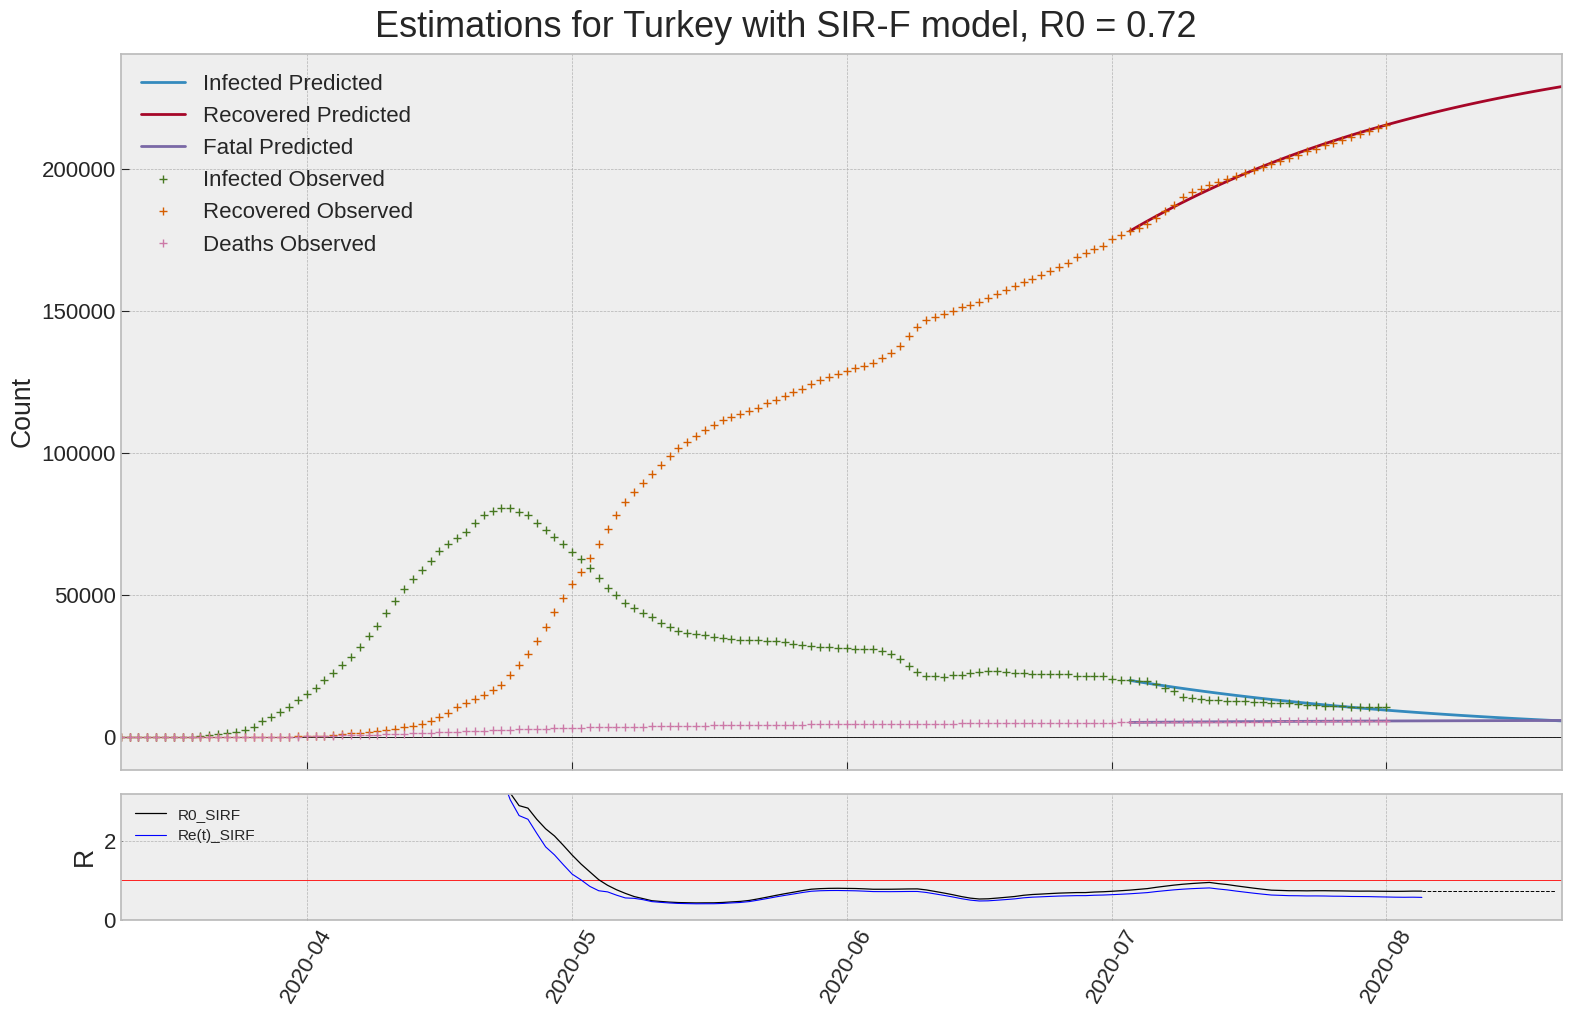 Estimations for Turkey with SIR-F model, R0 = 0.72
Infected Predicted
Recovered Predicted
Fatal Predicted
Infected Observed
Recovered Observed
Deaths Observed
200000
150000
100000
50000
0
Count
R0_SIRF
Re(t)_SIRF
2
0
R
2020-04
2020-05
2020-06
2020-07
2020-08